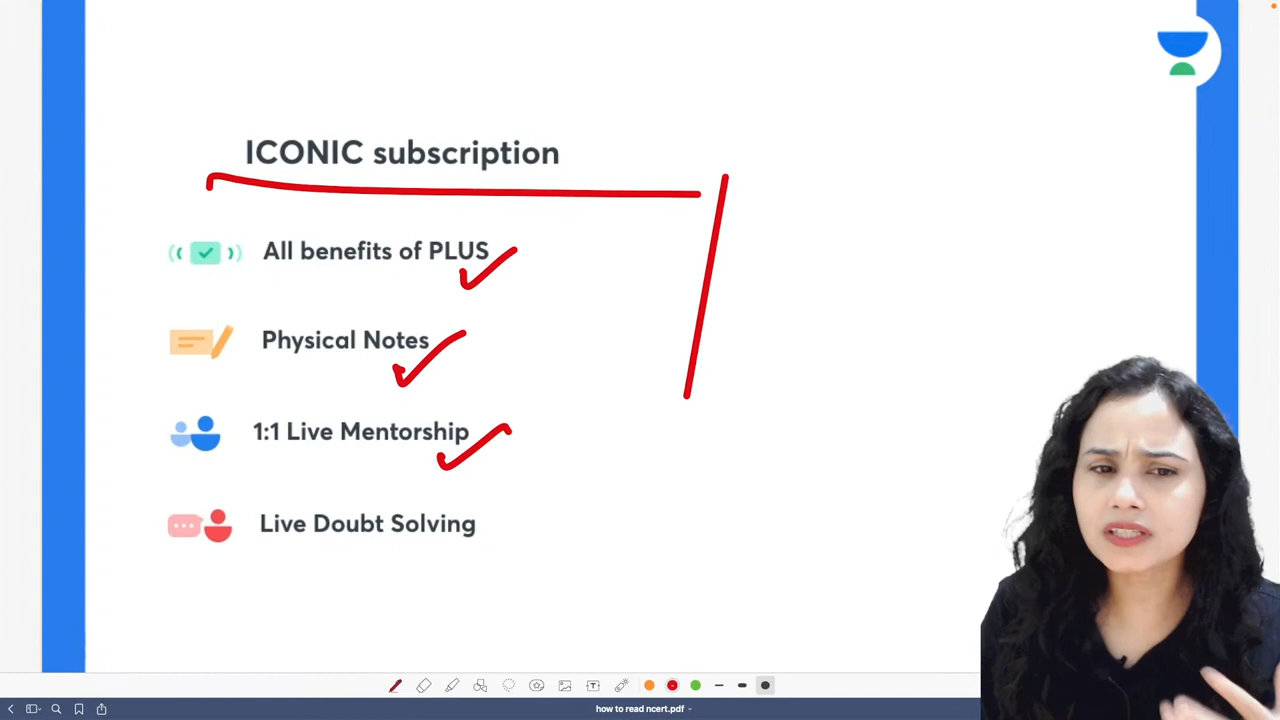 ICONIC subscription
All benefits of PLUS
Physical Notes
1:1 Live Mentorship
Live Doubt Solving
how to read ncert.pdf